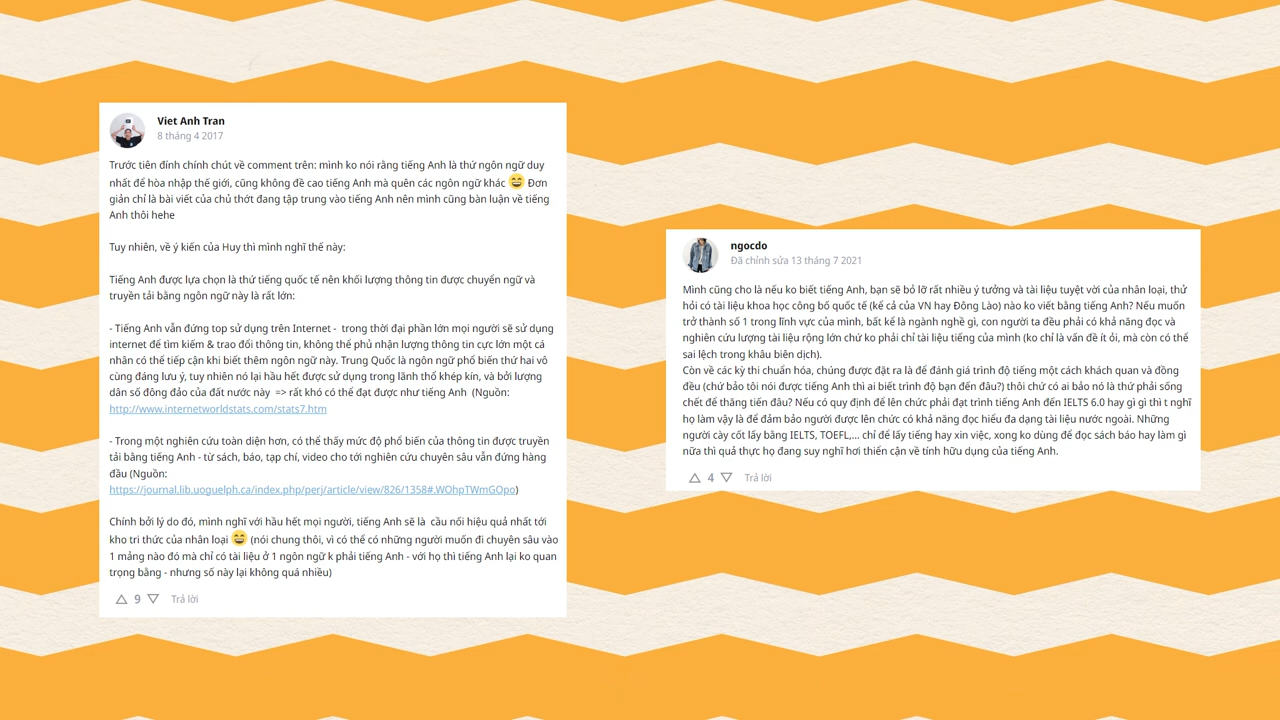 Viet Anh Tran
8 tháng 4 2017
Trước tiên đính chính chút về comment trên: mình ko nói rằng tiếng Anh là thứ ngôn ngữ duy
nhất để hòa nhập thế giới, cũng không đề cao tiếng Anh mà quên các ngôn ngữ khác 😄 Đơn
giản chỉ là bài viết của chủ thớt đang tập trung vào tiếng Anh nên mình cũng bàn luận về tiếng
Anh thôi hehe
Tuy nhiên, về ý kiến của Huy thì mình nghĩ thế này:
Tiếng Anh được lựa chọn là thứ tiếng quốc tế nên khối lượng thông tin được chuyển ngữ và
truyền tải bằng ngôn ngữ này là rất lớn:
- Tiếng Anh vẫn đứng top sử dụng trên Internet - trong thời đại phần lớn mọi người sẽ sử dụng
internet để tìm kiếm & trao đổi thông tin, không thể phủ nhận lượng thông tin cực lớn một cá
nhân có thể tiếp cận khi biết thêm ngôn ngữ này. Trung Quốc là ngôn ngữ phổ biến thứ hai vô
cùng đáng lưu ý, tuy nhiên nó lại hầu hết được sử dụng trong lãnh thổ khép kín, và bởi lượng
dân số đông đảo của đất nước này => rất khó có thể đạt được như tiếng Anh (Nguồn:
http://www.internetworldstats.com/stats7.htm
- Trong một nghiên cứu toàn diện hơn, có thể thấy mức độ phổ biến của thông tin được truyền
tải bằng tiếng Anh - từ sách, báo, tạp chí, video cho tới nghiên cứu chuyên sâu vẫn đứng hàng
đầu (Nguồn:
https://journal.lib.uoguelph.ca/index.php/perj/article/view/826/1358#.WOhpTWmGOpo)
Chính bởi lý do đó, mình nghĩ với hầu hết mọi người, tiếng Anh sẽ là cầu nối hiệu quả nhất tới
kho tri thức của nhân loại 😄 (nói chung thôi, vì có thể có những người muốn đi chuyên sâu vào
1 mảng nào đó mà chỉ có tài liệu ở 1 ngôn ngữ k phải tiếng Anh - với họ thì tiếng Anh lại ko quan
trọng bằng - nhưng số này lại không quá nhiều)
9 Trả lời
ngocdo
Đã chỉnh sửa 13 tháng 7 2021
Mình cũng cho là nếu ko biết tiếng Anh, bạn sẽ bỏ lỡ rất nhiều ý tưởng và tài liệu tuyệt vời của nhân loại, thử
hỏi có tài liệu khoa học công bố quốc tế (kể cả của VN hay Đông Lào) nào ko viết bằng tiếng Anh? Nếu muốn
trở thành số 1 trong lĩnh vực của mình, bất kể là ngành nghề gì, con người ta đều phải có khả năng đọc và
nghiên cứu lượng tài liệu rộng lớn chứ ko phải chỉ tài liệu tiếng của mình (ko chỉ là vấn đề ít ỏi, mà còn có thể
sai lệch trong khâu biên dịch).
Còn về các kỳ thi chuẩn hóa, chúng được đặt ra là để đánh giá trình độ tiếng một cách khách quan và đồng
đều (chứ bảo tôi nói được tiếng Anh thì ai biết trình độ bạn đến đâu?) thôi chứ có ai bảo nó là thứ phải sống
chết để thăng tiến đâu? Nếu có quy định để lên chức phải đạt trình tiếng Anh đến IELTS 6.0 hay gì gì thì t nghĩ
họ làm vậy là để đảm bảo người được lên chức có khả năng đọc hiểu đa dạng tài liệu nước ngoài. Những
người cày cốt lấy bằng IELTS, TOEFL,... chỉ để lấy tiếng hay xin việc, xong ko dùng để đọc sách báo hay làm gì
nữa thì quả thực họ đang suy nghĩ hơi thiển cận về tính hữu dụng của tiếng Anh.
4 Trả lời